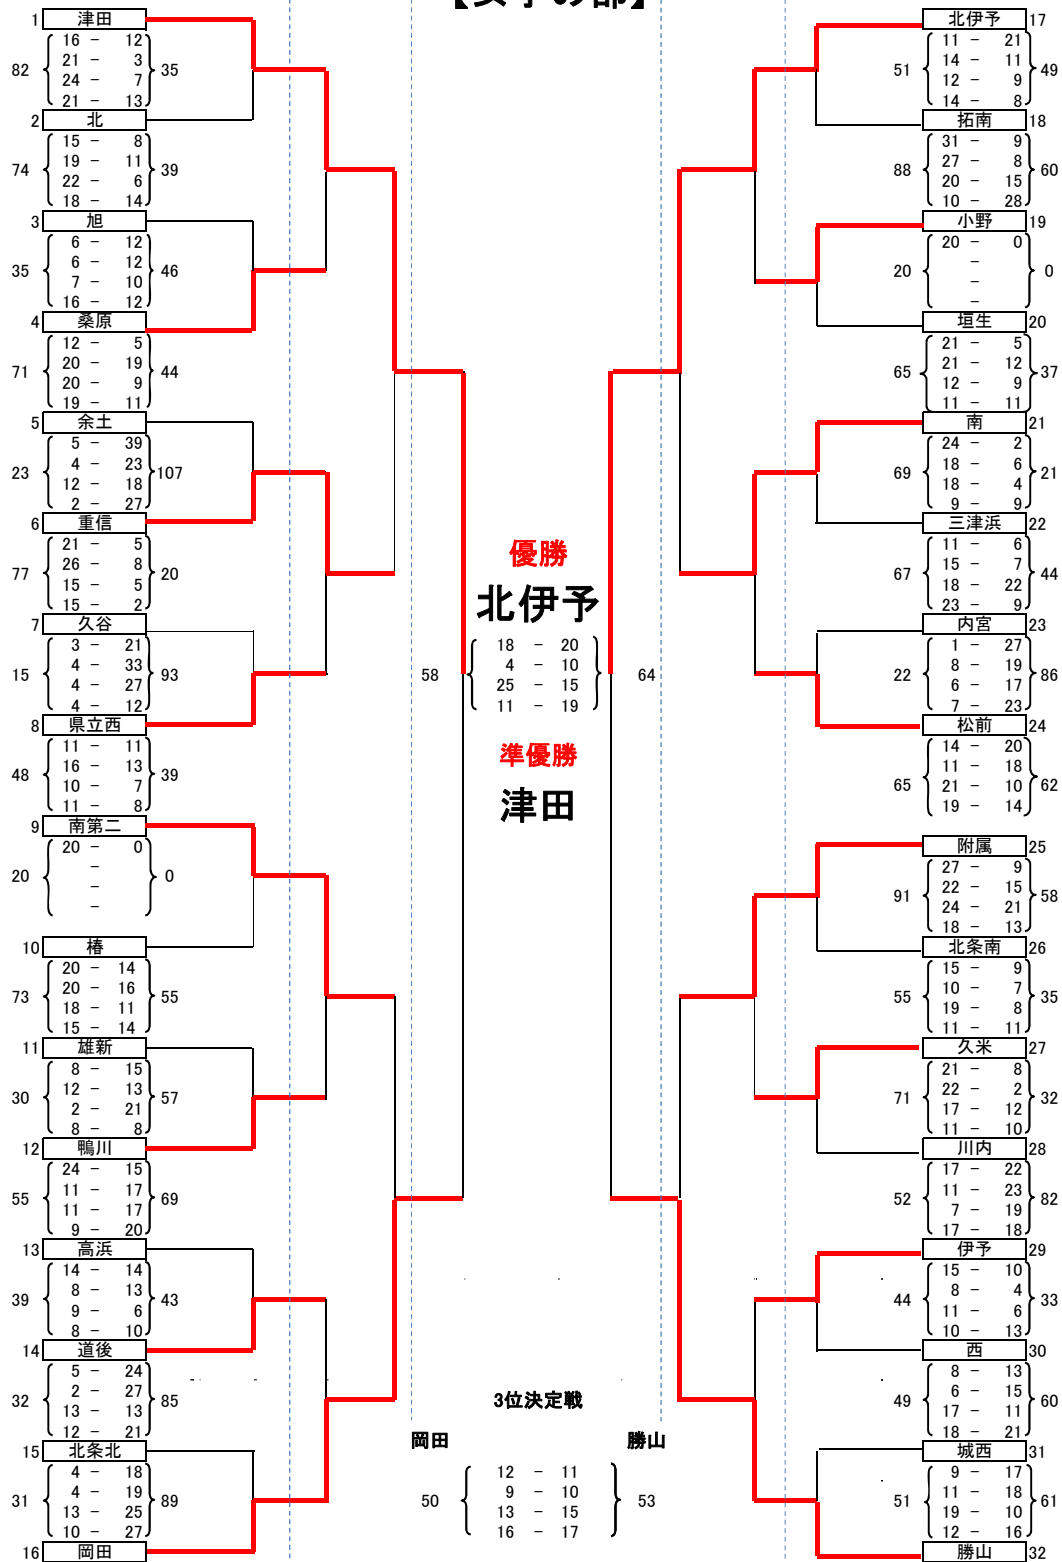 【女子の部】
1 津田
82 16 - 12 35
21 - 3
24 - 7
21 - 13
2 北
74 15 - 8 39
19 - 11
22 - 6
18 - 14
3 旭
35 6 - 12 46
6 - 12
7 - 10
16 - 12
4 桑原
71 12 - 5 44
20 - 19
20 - 9
19 - 11
5 余土
23 5 - 39 107
4 - 23
12 - 18
2 - 27
6 重信
77 21 - 5 20
26 - 8
15 - 5
15 - 2
7 久谷
15 3 - 21 93
4 - 33
4 - 27
4 - 12
8 県立西
48 11 - 11 39
16 - 13
10 - 7
11 - 8
9 南第二
20 20 - 0 0
-
-
-
10 椿
73 20 - 14 55
20 - 16
18 - 11
15 - 14
11 雄新
30 8 - 15 57
12 - 13
2 - 21
8 - 8
12 鴨川
55 24 - 15 69
11 - 17
11 - 17
9 - 20
13 高浜
39 14 - 14 43
8 - 13
9 - 6
8 - 10
14 道後
32 5 - 24 85
2 - 27
13 - 13
12 - 21
15 北条北
31 4 - 18 89
4 - 19
13 - 25
10 - 27
16 岡田
優勝
北伊予
58 18 - 20 64
4 - 10
25 - 15
11 - 19
準優勝
津田
3位決定戦
岡田 勝山
50 12 - 11 53
9 - 10
13 - 15
16 - 17
北伊予 17
51 11 - 21 49
14 - 11
12 - 9
14 - 8
拓南 18
88 31 - 9 60
27 - 8
20 - 15
10 - 28
小野 19
20 20 - 0 0
-
-
-
垣生 20
65 21 - 5 37
21 - 12
12 - 9
11 - 11
南 21
69 24 - 2 21
18 - 6
18 - 4
9 - 9
三津浜 22
67 11 - 6 44
15 - 7
18 - 22
23 - 9
内宮 23
22 1 - 27 86
8 - 19
6 - 17
7 - 23
松前 24
65 14 - 20 62
11 - 18
21 - 10
19 - 14
附属 25
91 27 - 9 58
22 - 15
24 - 21
18 - 13
北条南 26
55 15 - 9 35
10 - 7
19 - 8
11 - 11
久米 27
71 21 - 8 32
22 - 2
17 - 12
11 - 10
川内 28
52 17 - 22 82
11 - 23
7 - 19
17 - 18
伊予 29
44 15 - 10 33
8 - 4
11 - 6
10 - 13
西 30
49 8 - 13 60
6 - 15
17 - 11
18 - 21
城西 31
51 9 - 17 61
11 - 18
19 - 10
12 - 16
勝山 32